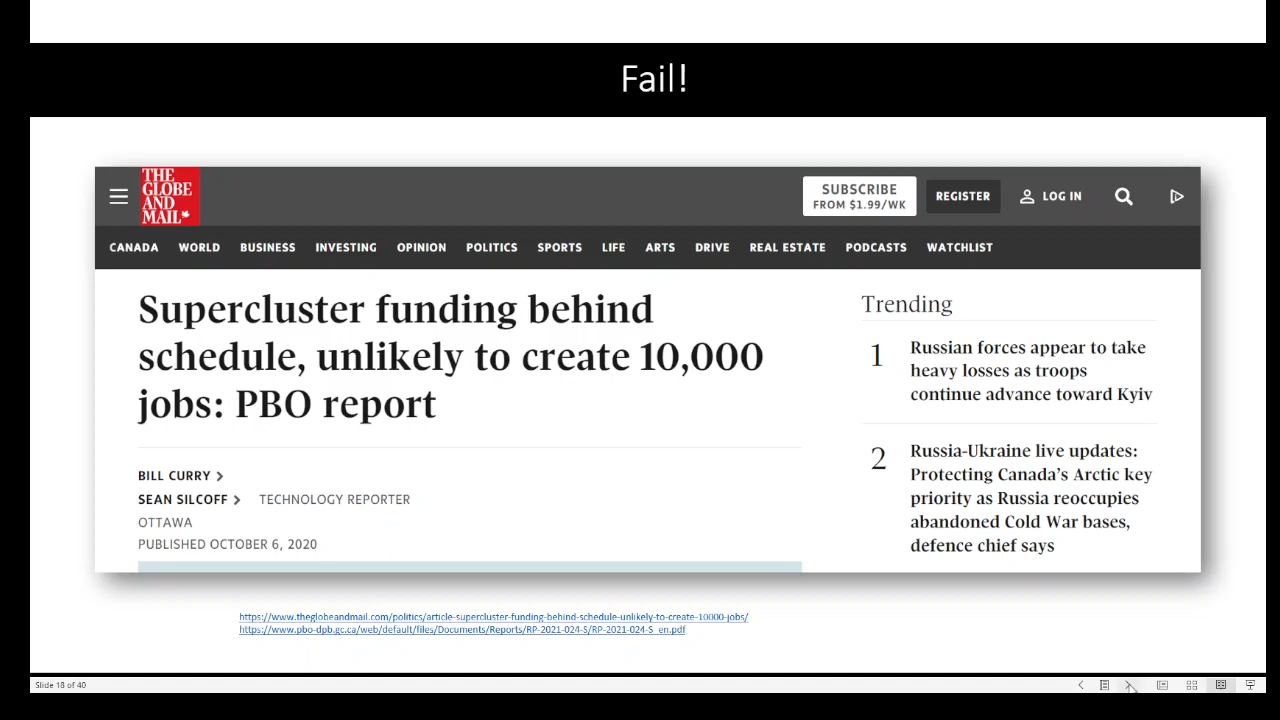 Fail!
THE
GLOBE
AND
MAIL
SUBSCRIBE
FROM $1.99/WK
REGISTER
LOG IN
CANADA WORLD BUSINESS INVESTING OPINION POLITICS SPORTS LIFE ARTS DRIVE REAL ESTATE PODCASTS WATCHLIST
Supercluster funding behind
schedule, unlikely to create 10,000
jobs: PBO report
BILL CURRY >
SEAN SILCOFF > TECHNOLOGY REPORTER
OTTAWA
PUBLISHED OCTOBER 6, 2020
Trending
1 Russian forces appear to take
heavy losses as troops
continue advance toward Kyiv
2 Russia-Ukraine live updates:
Protecting Canada's Arctic key
priority as Russia reoccupies
abandoned Cold War bases,
defence chief says
https://www.theglobeandmail.com/politics/article-supercluster-funding-behind-schedule-unlikely-to-create-10000-jobs/
https://www.pbo-dpb.gc.ca/web/default/files/Documents/Reports/RP-2021-024-S/RP-2021-024-S_en.pdf
Slide 18 of 40